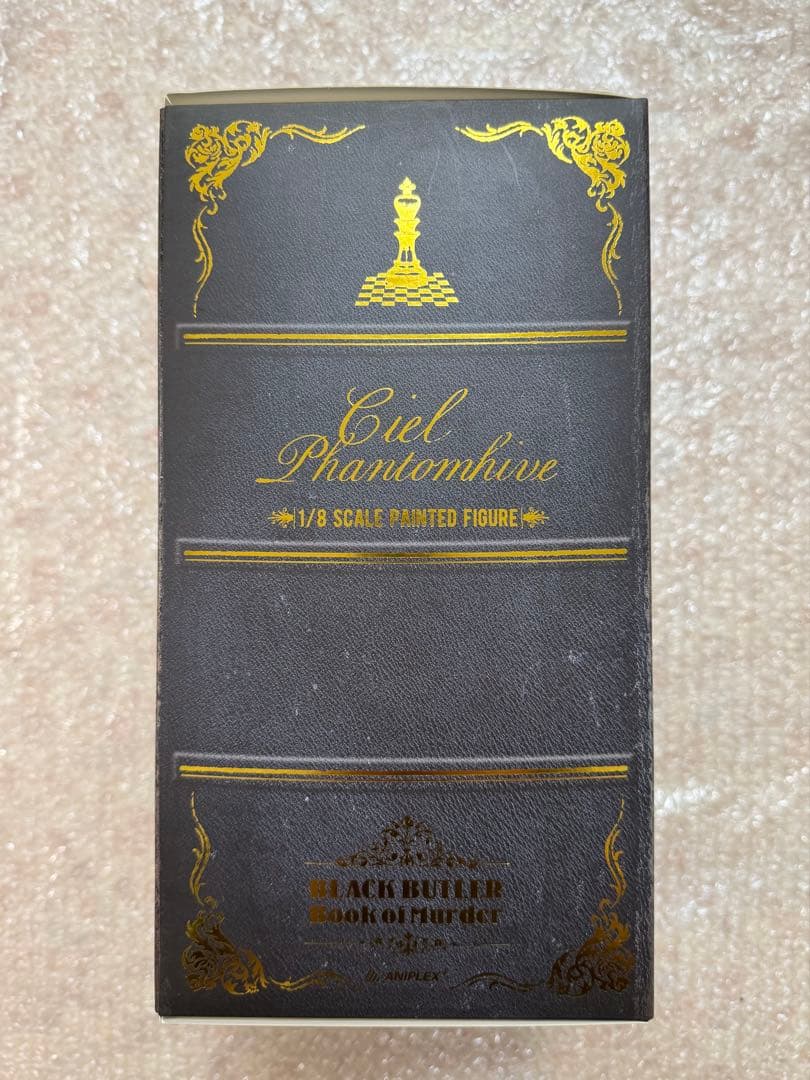 Ciel
Phantomhive
1/8 SCALE PAINTED FIGURE
BLACK BUTLER
Book of Murder
ANIPLEX+